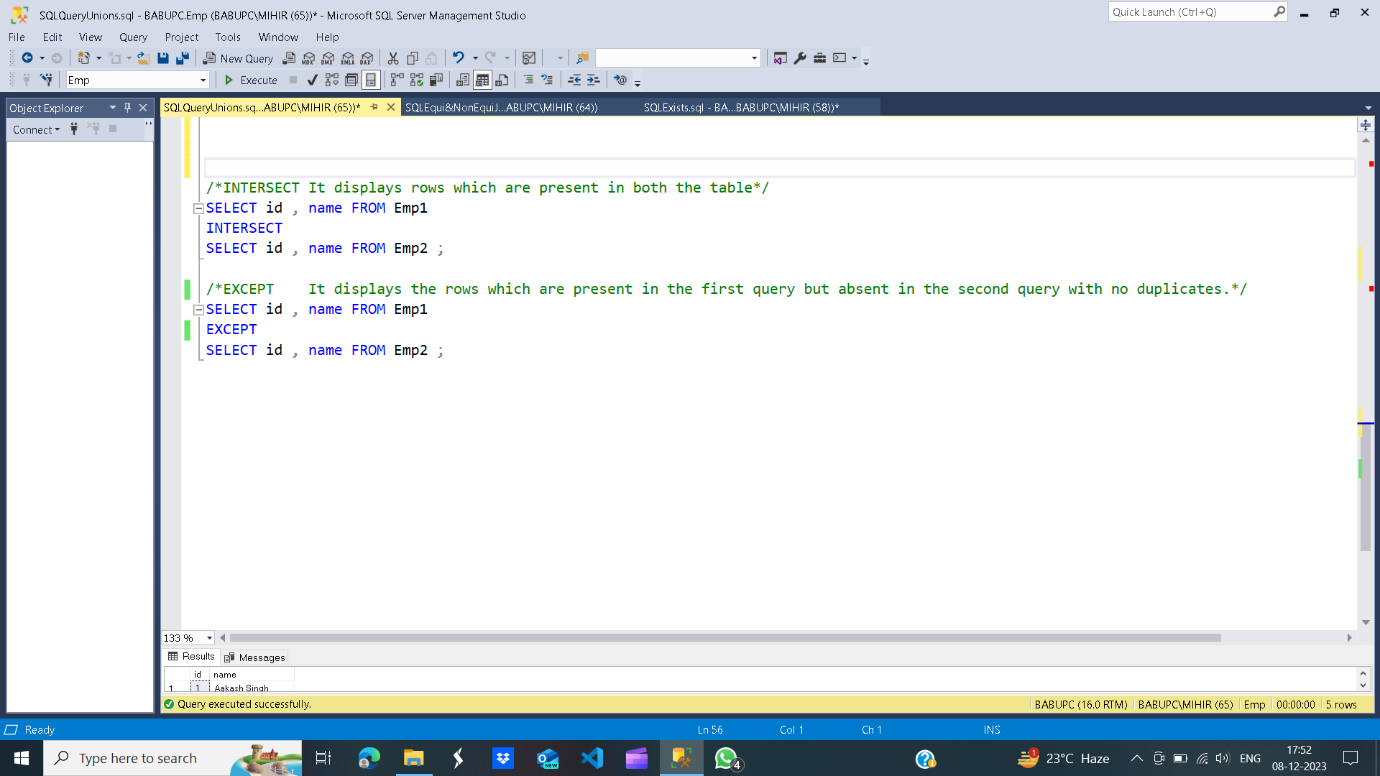 SQLQueryUnions.sql - BABUPC.Emp (BABUPC\MIHIR (65))* - Microsoft SQL Server Management Studio
Quick Launch (Ctrl+Q)
File Edit View Query Project Tools Window Help
New Query
Emp Execute
Object Explorer
SQLQueryUnions.sq...ABUPC\MIHIR (65))* SQLEqui&NonEquiJ...ABUPC\MIHIR (64)) SQLExists.sql - BA...BABUPC\MIHIR (58))*
Connect
/*INTERSECT It displays rows which are present in both the table*/
SELECT id , name FROM Emp1
INTERSECT
SELECT id , name FROM Emp2 ;
/*EXCEPT    It displays the rows which are present in the first query but absent in the second query with no duplicates.*/
SELECT id , name FROM Emp1
EXCEPT
SELECT id , name FROM Emp2 ;
133 %
Results Messages
id name
1 1 Aakash Singh
Query executed successfully. BABUPC (16.0 RTM) BABUPC\MIHIR (65) Emp 00:00:00 5 rows
Ready Ln 56 Col 1 Ch 1 INS
Type here to search
NEW
4
1
23°C Haze
ENG
17:52
08-12-2023